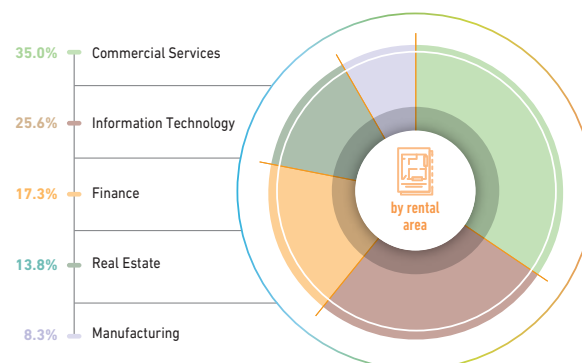 35.0% Commercial Services
25.6% Information Technology
17.3% Finance
13.8% Real Estate
8.3% Manufacturing
by rental
area